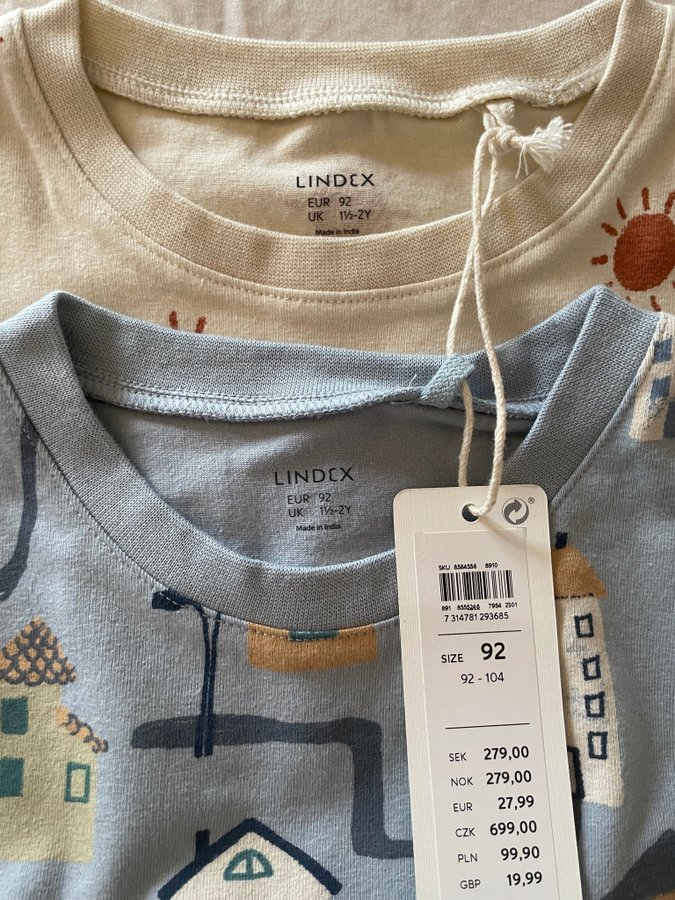 LINDEX
EUR 92
UK 1½-2Y
Made in India
LINDEX
EUR 92
UK 1½-2Y
Made in India
®
SKU 8584556 8910
891 8555246 7954 2301
7 314781 293685
SIZE 92
92 - 104
SEK 279,00
NOK 279,00
EUR 27,99
CZK 699,00
PLN 99,90
GBP 19,99